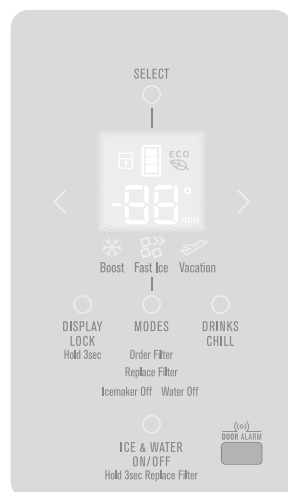 SELECT
ECO
-88°
min
Boost Fast Ice Vacation
DISPLAY LOCK
Hold 3sec
MODES
DRINKS CHILL
Order Filter
Replace Filter
Icemaker Off Water Off
ICE & WATER
ON/OFF
Hold 3sec Replace Filter
DOOR ALARM